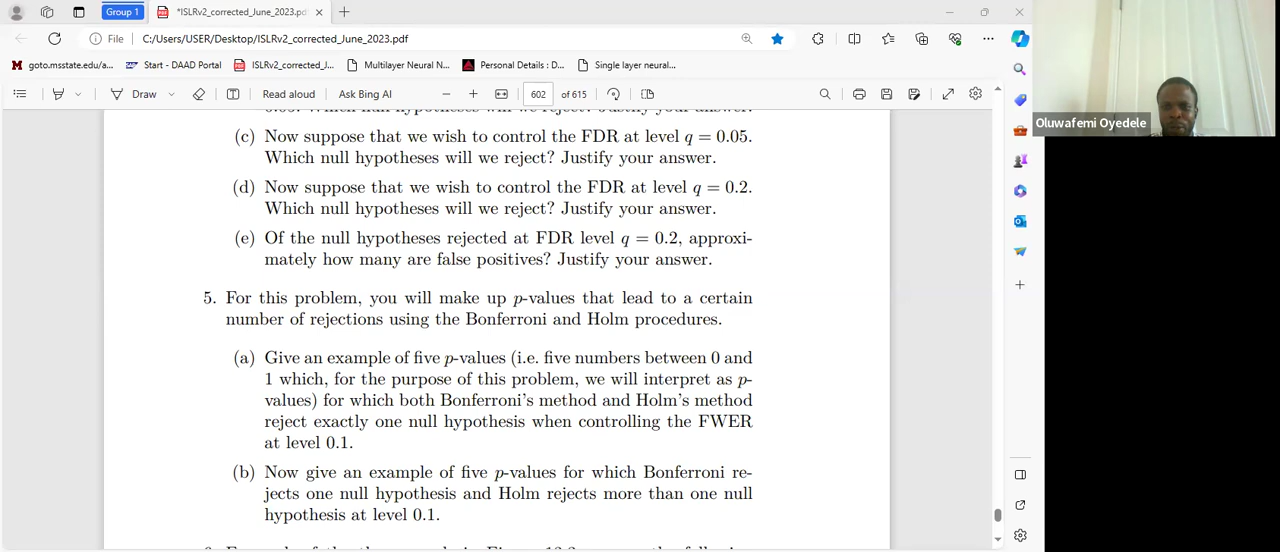 Group 1
*ISLRv2_corrected_June_2023.pd
File
C:/Users/USER/Desktop/ISLRv2_corrected_June_2023.pdf
goto.msstate.edu/a...
Start - DAAD Portal
ISLRv2_corrected_J...
Multilayer Neural N...
Personal Details : D...
Single layer neural...
Draw
Read aloud
Ask Bing AI
602
of 615
Oluwafemi Oyedele
(c) Now suppose that we wish to control the FDR at level q = 0.05.
Which null hypotheses will we reject? Justify your answer.
(d) Now suppose that we wish to control the FDR at level q = 0.2.
Which null hypotheses will we reject? Justify your answer.
(e) Of the null hypotheses rejected at FDR level q = 0.2, approxi-
mately how many are false positives? Justify your answer.
5. For this problem, you will make up p-values that lead to a certain
number of rejections using the Bonferroni and Holm procedures.
(a) Give an example of five p-values (i.e. five numbers between 0 and
1 which, for the purpose of this problem, we will interpret as p-
values) for which both Bonferroni's method and Holm's method
reject exactly one null hypothesis when controlling the FWER
at level 0.1.
(b) Now give an example of five p-values for which Bonferroni re-
jects one null hypothesis and Holm rejects more than one null
hypothesis at level 0.1.